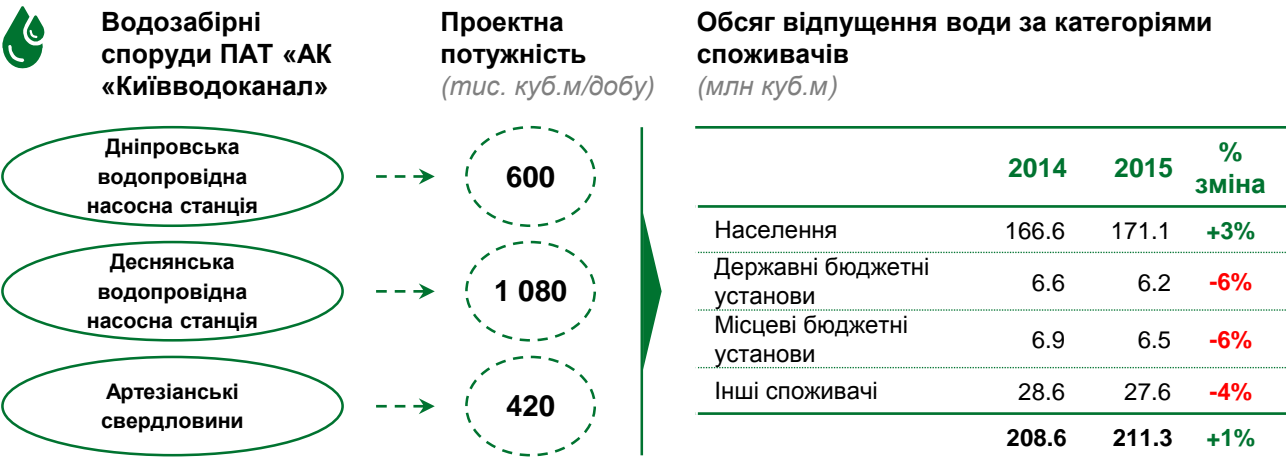 Водозабірні
споруди ПАТ «АК
«Київводоканал»
Проектна
потужність
(тис. куб.м/добу)
Дніпровська
водопровідна
насосна станція
600
Деснянська
водопровідна
насосна станція
1 080
Артезіанські
свердловини
420
Обсяг відпущення води за категоріями
споживачів
(млн куб.м)
2014 2015 %
зміна
Населення 166.6 171.1 +3%
Державні бюджетні
установи 6.6 6.2 -6%
Місцеві бюджетні
установи 6.9 6.5 -6%
Інші споживачі 28.6 27.6 -4%
208.6 211.3 +1%